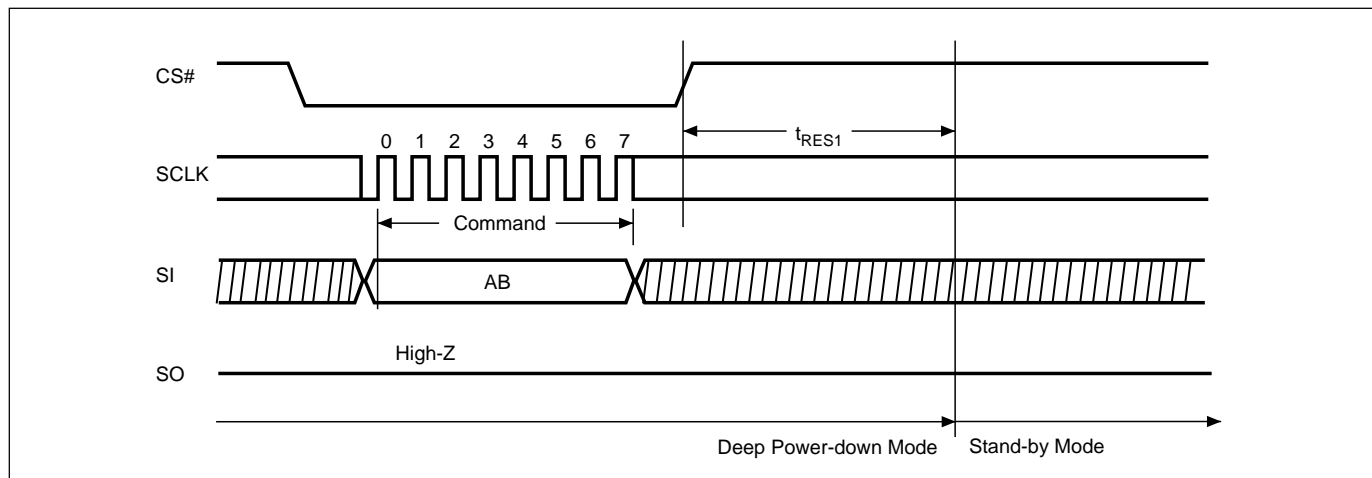 CS#
tRES1
0 1 2 3 4 5 6 7
SCLK
Command
SI
AB
High-Z
SO
Deep Power-down Mode
Stand-by Mode